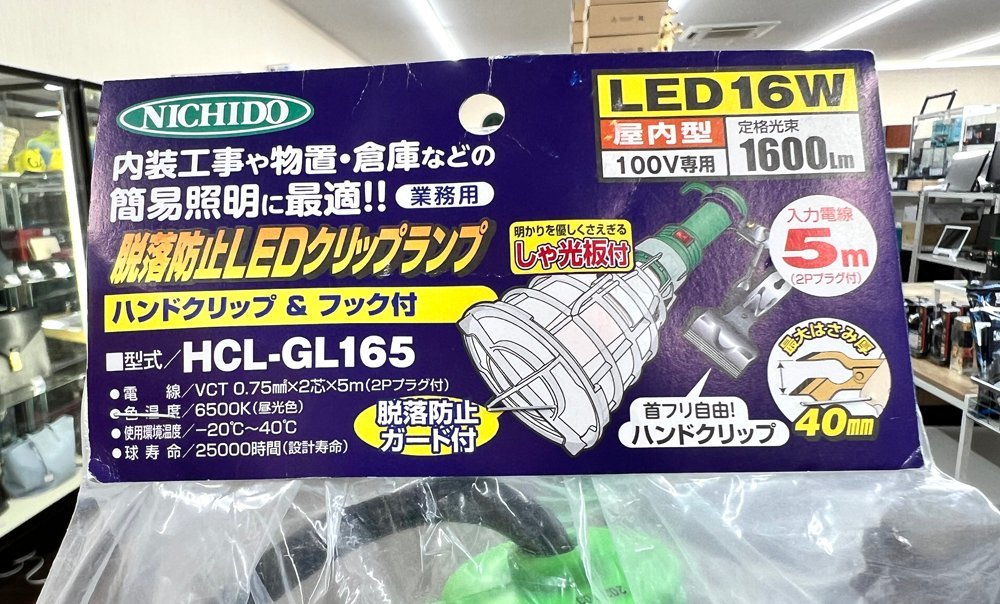 NICHIDO
内装工事や物置・倉庫などの
簡易照明に最適!! 業務用
脱落防止LEDクリップランプ
ハンドクリップ & フック付
■型式/HCL-GL165
●電線/VCT 0.75㎟×2芯×5m(2Pプラグ付)
●色温度/6500K(昼光色)
●使用環境温度/−20℃〜40℃
●球寿命/25000時間(設計寿命)
LED16W
屋内型
100V専用
定格光束
1600Lm
明かりを優しくさえぎる
しゃ光板付
入力電線
5m
(2Pプラグ付)
脱落防止
ガード付
首フリ自由!
ハンドクリップ
最大はさみ厚
40mm